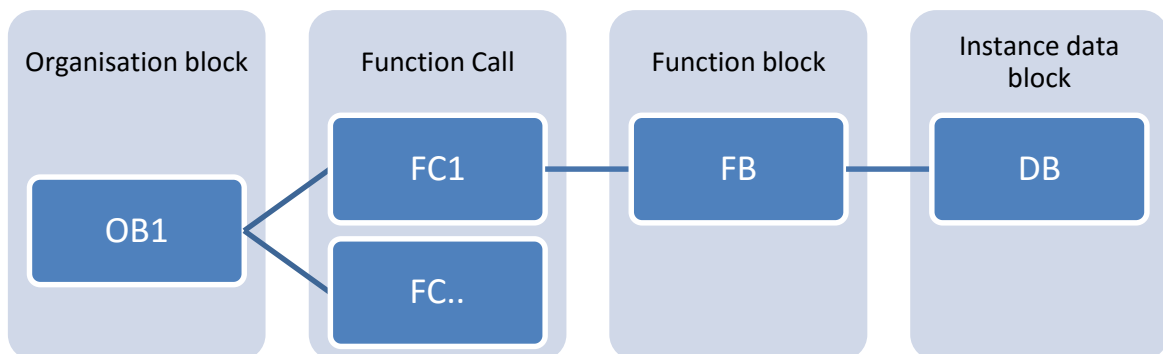 Organisation block
Function Call
Function block
Instance data
block
OB1
FC1
FC..
FB
DB